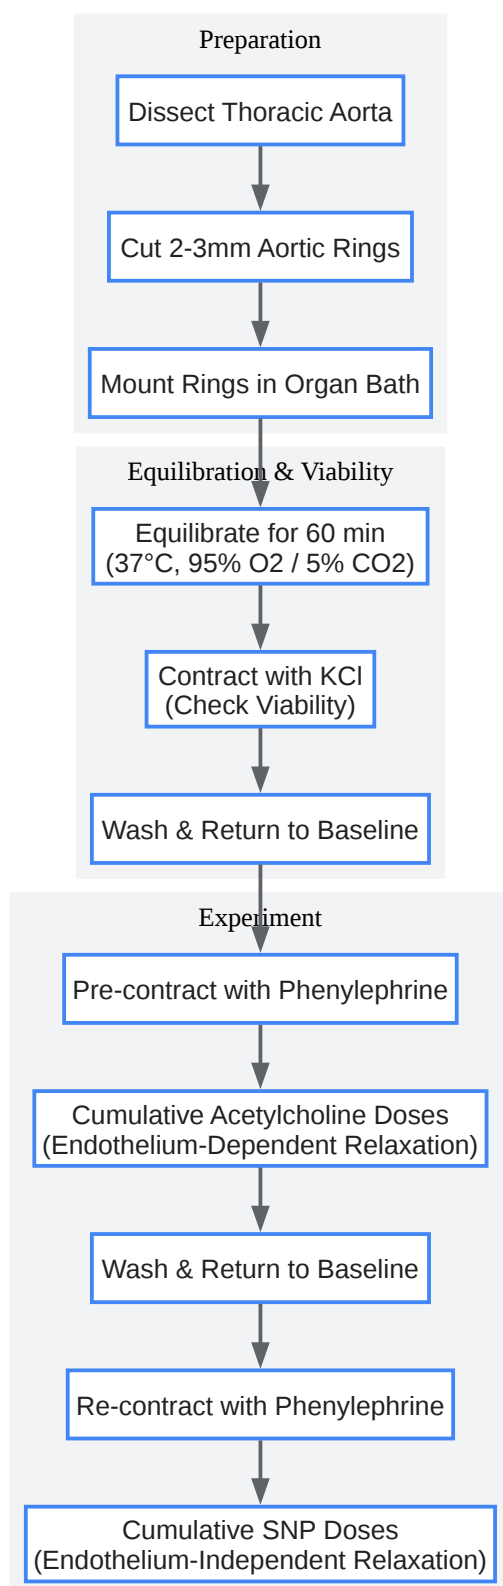 Preparation
Dissect Thoracic Aorta
Cut 2-3mm Aortic Rings
Mount Rings in Organ Bath
Equilibration & Viability
Equilibrate for 60 min
(37°C, 95% O2 / 5% CO2)
Contract with KCl
(Check Viability)
Wash & Return to Baseline
Experiment
Pre-contract with Phenylephrine
Cumulative Acetylcholine Doses
(Endothelium-Dependent Relaxation)
Wash & Return to Baseline
Re-contract with Phenylephrine
Cumulative SNP Doses
(Endothelium-Independent Relaxation)